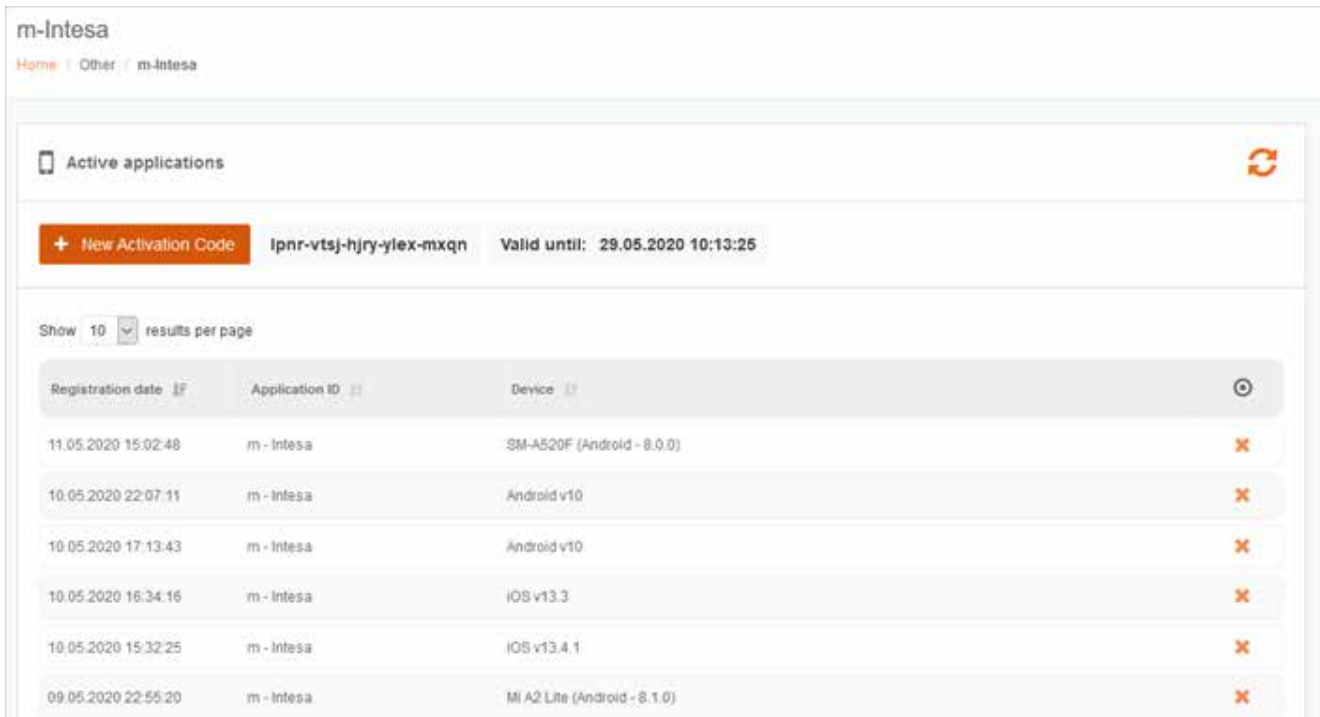 m-Intesa
Home / Other / m-Intesa
Active applications
+ New Activation Code lpnr-vtsj-hjry-ylex-mxqn Valid until: 29.05.2020 10:13:25
Show 10 results per page
Registration date Application ID Device
11.05.2020 15:02:48 m - Intesa SM-A520F (Android - 8.0.0)
10.05.2020 22:07:11 m - Intesa Android v10
10.05.2020 17:13:43 m - Intesa Android v10
10.05.2020 16:34:16 m - Intesa iOS v13.3
10.05.2020 15:32:25 m - Intesa iOS v13.4.1
09.05.2020 22:55:20 m - Intesa Mi A2 Lite (Android - 8.1.0)